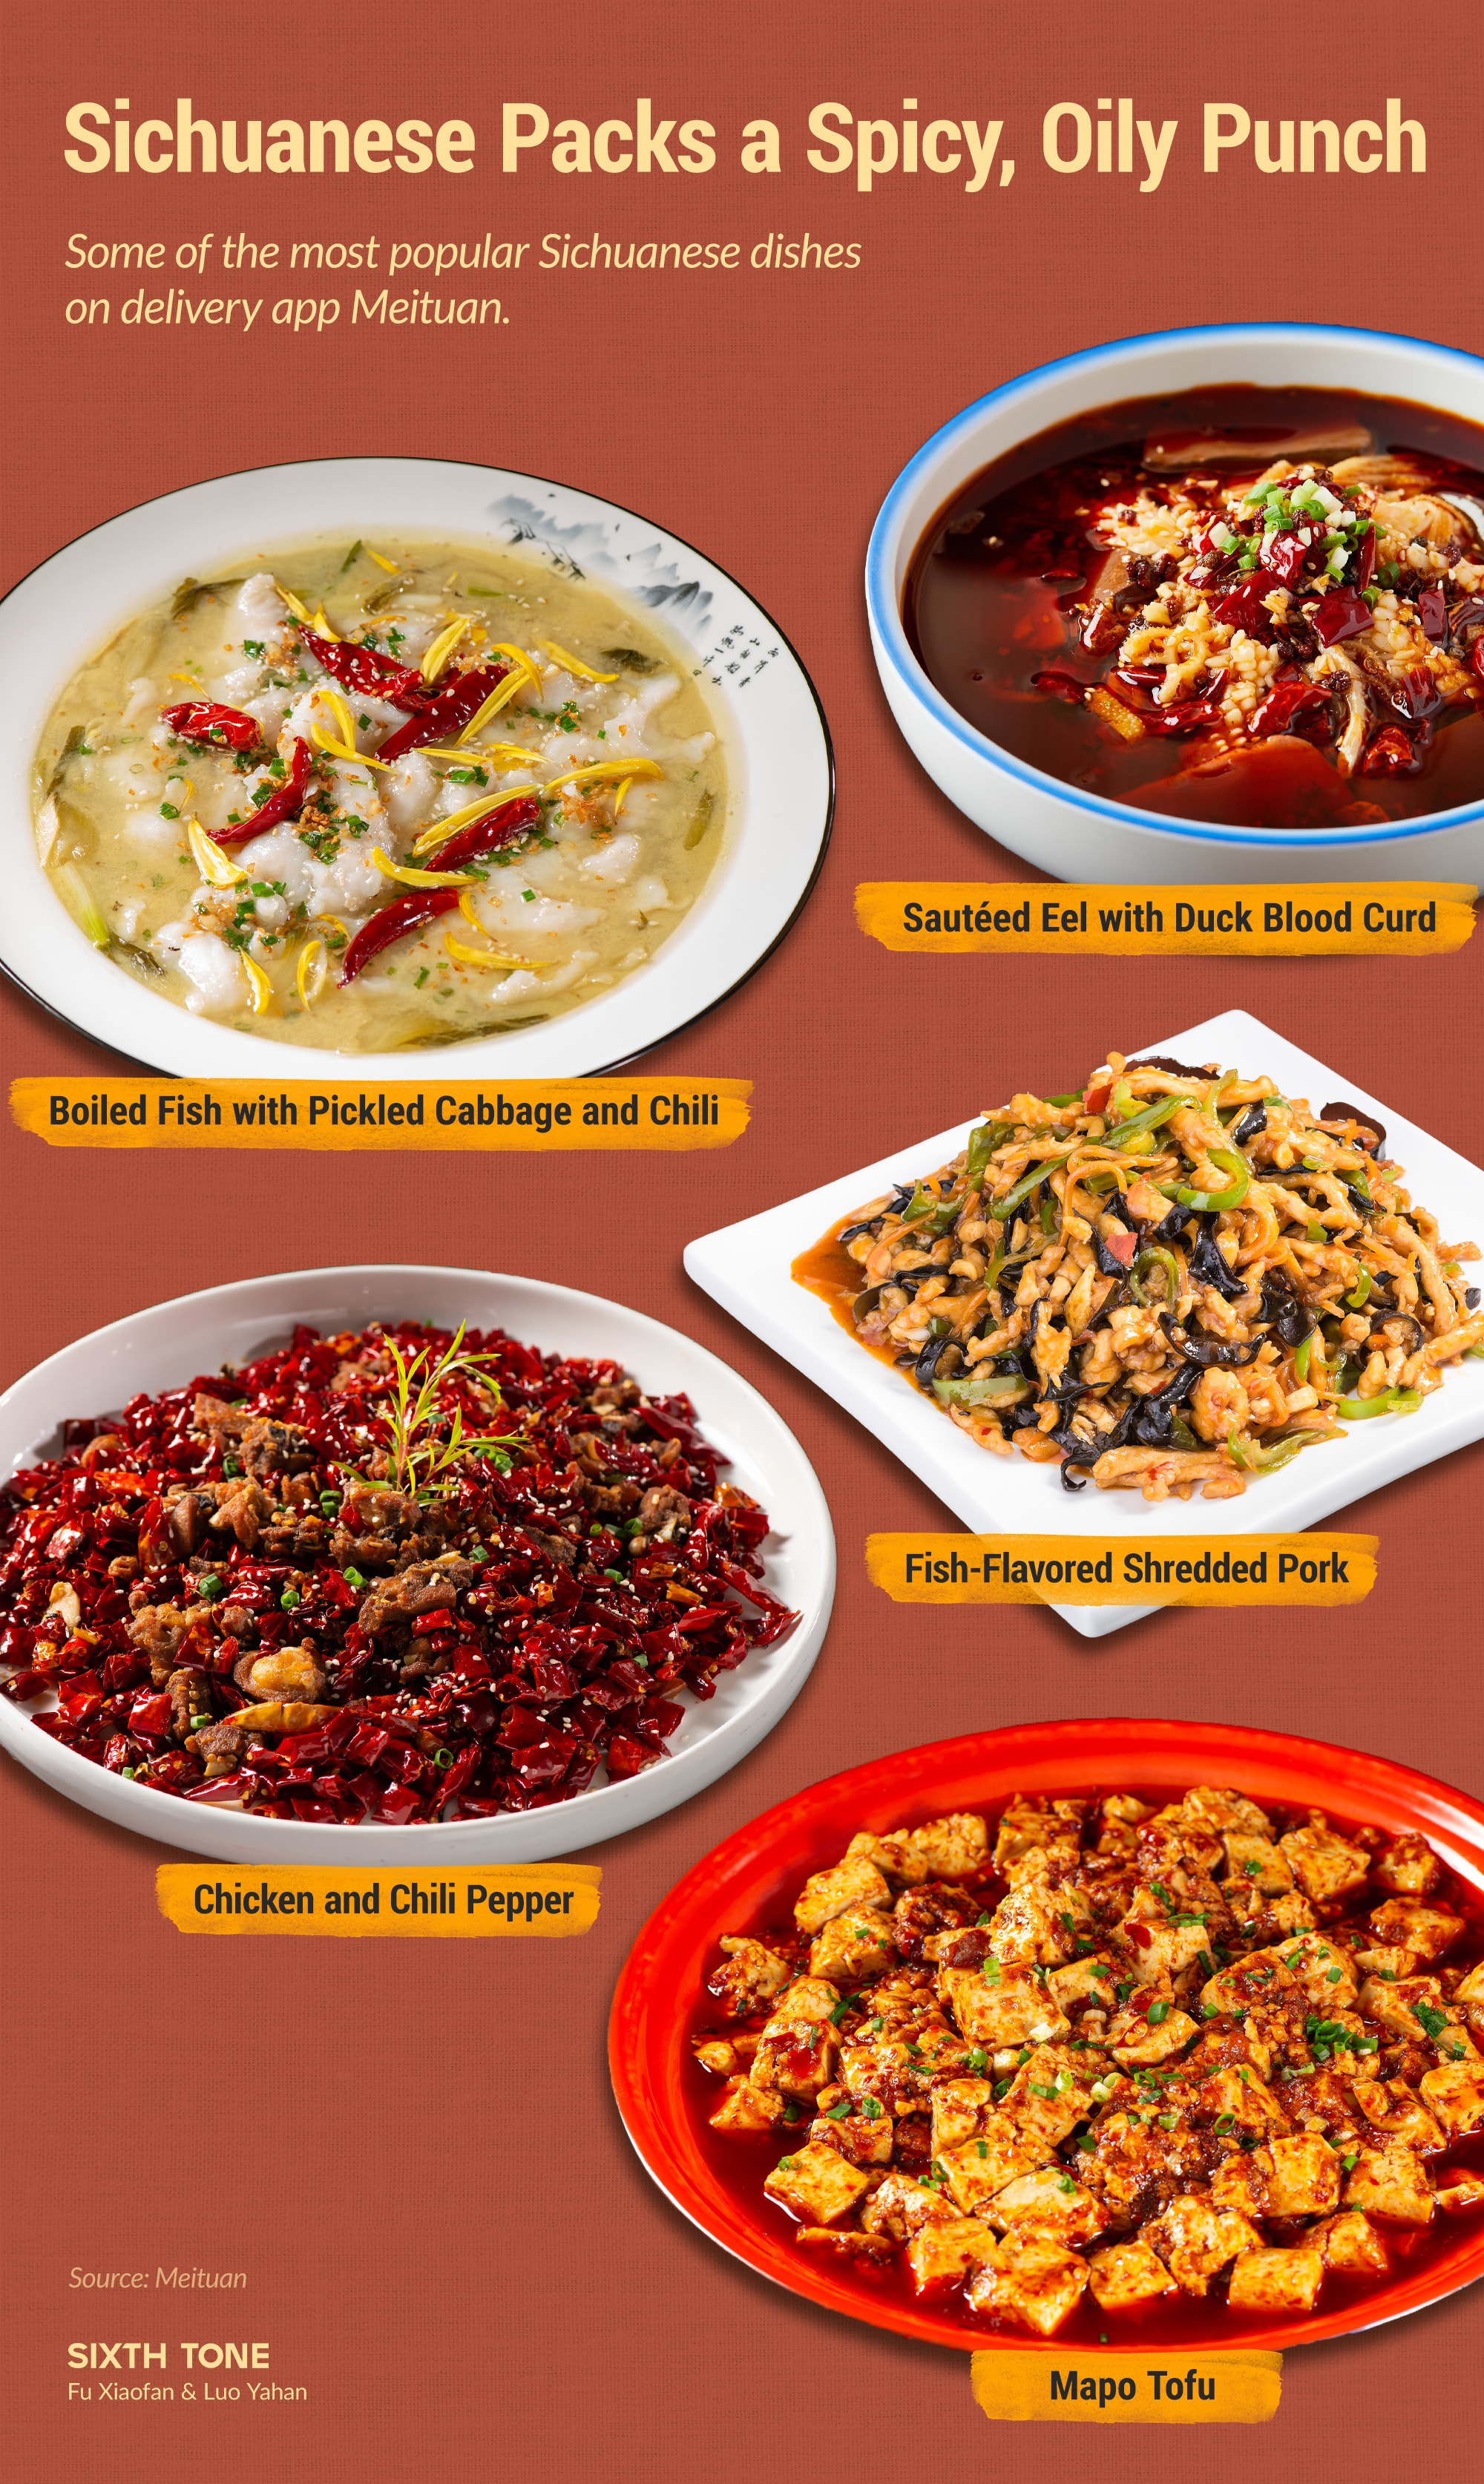 Sichuanese Packs a Spicy, Oily Punch
Some of the most popular Sichuanese dishes
on delivery app Meituan.
Sautéed Eel with Duck Blood Curd
Boiled Fish with Pickled Cabbage and Chili
Fish-Flavored Shredded Pork
Chicken and Chili Pepper
Mapo Tofu
Source: Meituan
SIXTH TONE
Fu Xiaofan & Luo Yahan